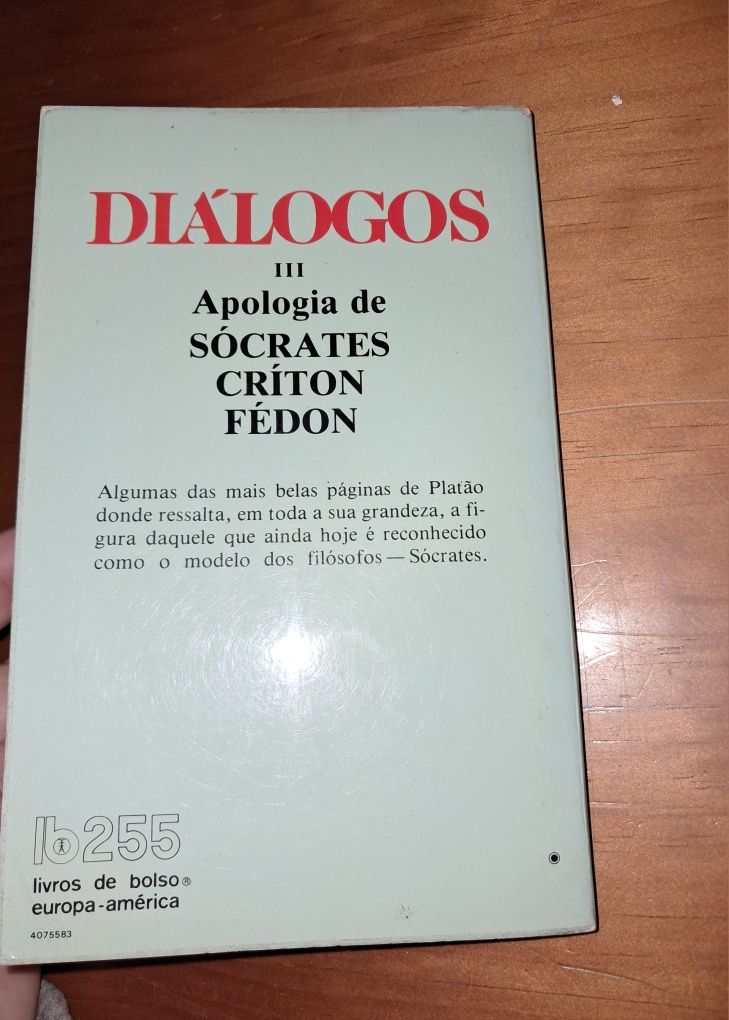 DIÁLOGOS
III
Apologia de
SÓCRATES
CRÍTON
FÉDON
Algumas das mais belas páginas de Platão
donde ressalta, em toda a sua grandeza, a fi-
gura daquele que ainda hoje é reconhecido
como o modelo dos filósofos — Sócrates.
lb255
livros de bolso®
europa-américa
4075583